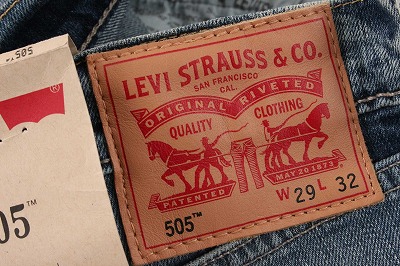 LEVI STRAUSS & CO.
SAN FRANCISCO
CAL.
ORIGINAL RIVETED
QUALITY CLOTHING
PATENTED MAY 20 1873
505™ W 29 L 32
505
05™